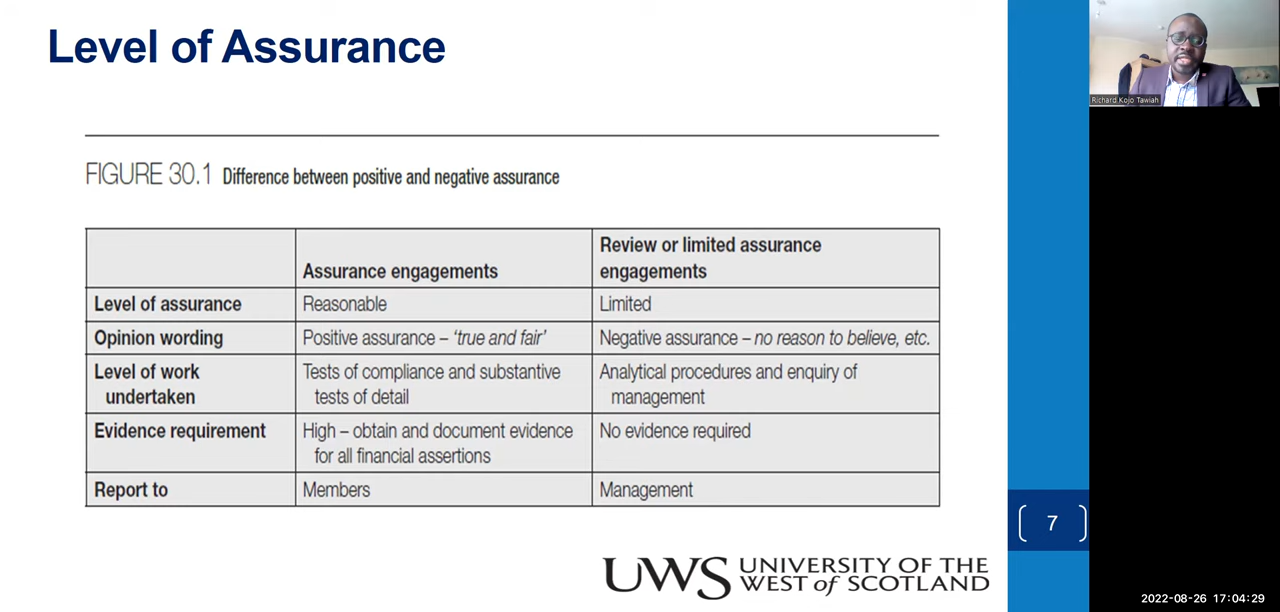 Level of Assurance
FIGURE 30.1 Difference between positive and negative assurance
Assurance engagements
Review or limited assurance
engagements
Level of assurance
Reasonable
Limited
Opinion wording
Positive assurance – ‘true and fair’
Negative assurance – no reason to believe, etc.
Level of work
undertaken
Tests of compliance and substantive
tests of detail
Analytical procedures and enquiry of
management
Evidence requirement
High – obtain and document evidence
for all financial assertions
No evidence required
Report to
Members
Management
7
UWS UNIVERSITY OF THE
WEST of SCOTLAND
Richard Kojo Tawiah
2022-08-26 17:04:29